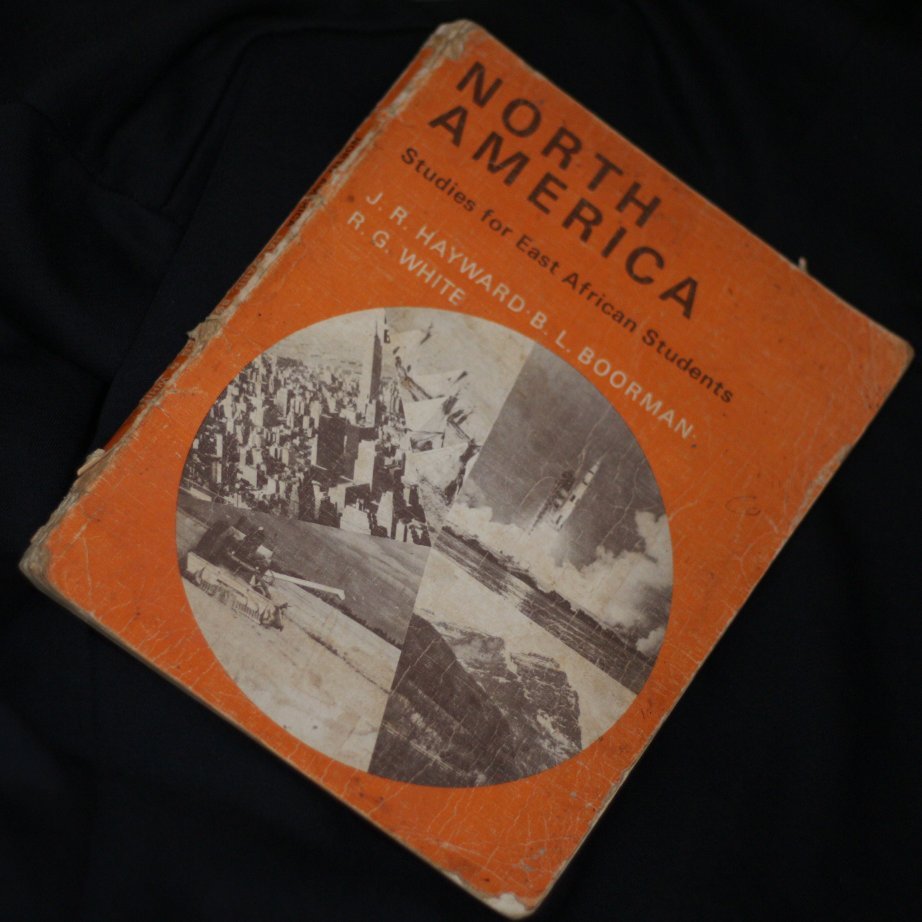 NORTH
AMERICA
Studies for East African Students
J. R. HAYWARD·B. L. BOORMAN·
R. G. WHITE